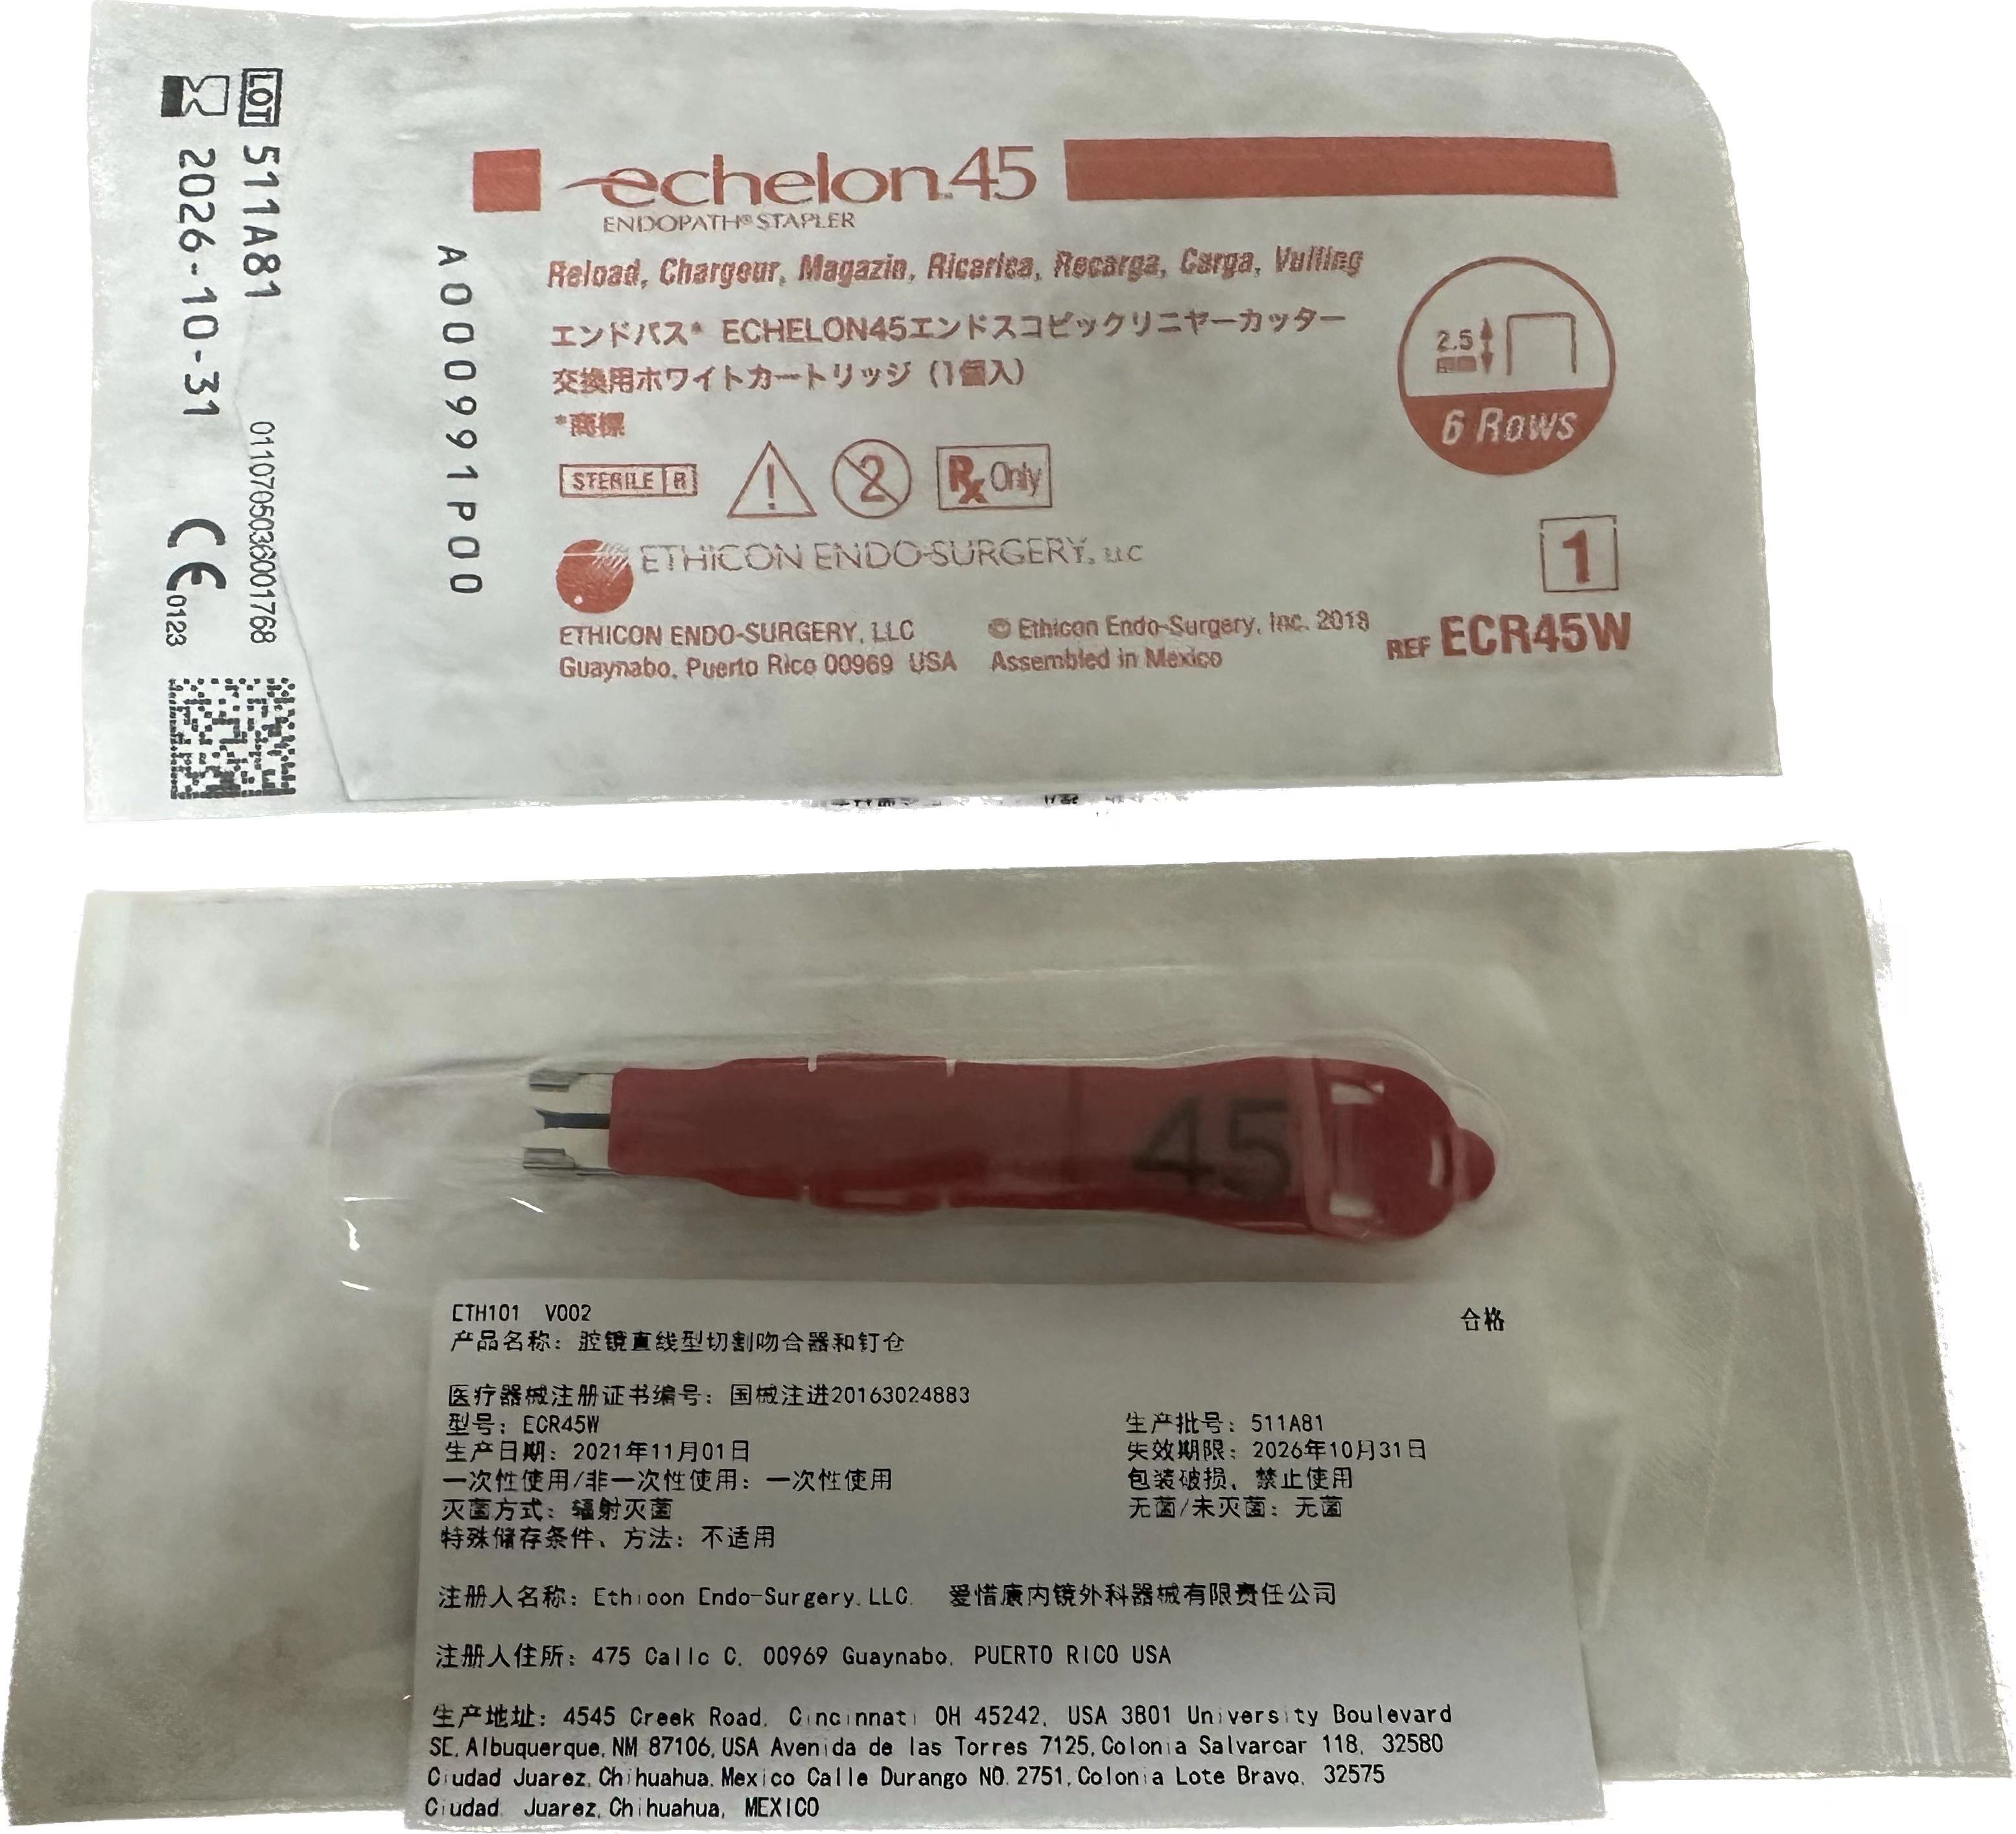 LOT 511A81
2026-10-31
01107050360017​68
CE 0123
A000991P00
echelon.45
ENDOPATH® STAPLER
Reload, Chargeur, Magazin, Ricarica, Recarga, Carga, Vulling
エンドパス* ECHELON45エンドスコピックリニヤーカッター
交換用ホワイトカートリッジ (1個入)
*商標
2.5
6 Rows
STERILE R
2
Rx Only
ETHICON ENDO-SURGERY, LLC
1
ETHICON ENDO-SURGERY, LLC
Guaynabo, Puerto Rico 00969 USA
© Ethicon Endo-Surgery, Inc. 2018
Assembled in Mexico
REF ECR45W
45
ETH101 V002
合格
产品名称: 腔镜直线型切割吻合器和钉仓
医疗器械注册证书编号: 国械注进20163024883
型号: ECR45W
生产批号: 511A81
生产日期: 2021年11月01日
失效期限: 2026年10月31日
一次性使用/非一次性使用: 一次性使用
包装破损、禁止使用
灭菌方式: 辐射灭菌
无菌/未灭菌: 无菌
特殊储存条件、方法: 不适用
注册人名称: Ethicon Endo-Surgery, LLC. 爱惜康内镜外科器械有限责任公司
注册人住所: 475 Calle C, 00969 Guaynabo, PUERTO RICO USA
生产地址: 4545 Creek Road, Cincinnati OH 45242, USA 3801 University Boulevard
SE, Albuquerque, NM 87106, USA Avenida de las Torres 7125, Colonia Salvarcar 118, 32580
Ciudad Juarez, Chihuahua, Mexico Calle Durango NO. 2751, Colonia Lote Bravo, 32575
Ciudad Juarez, Chihuahua, MEXICO